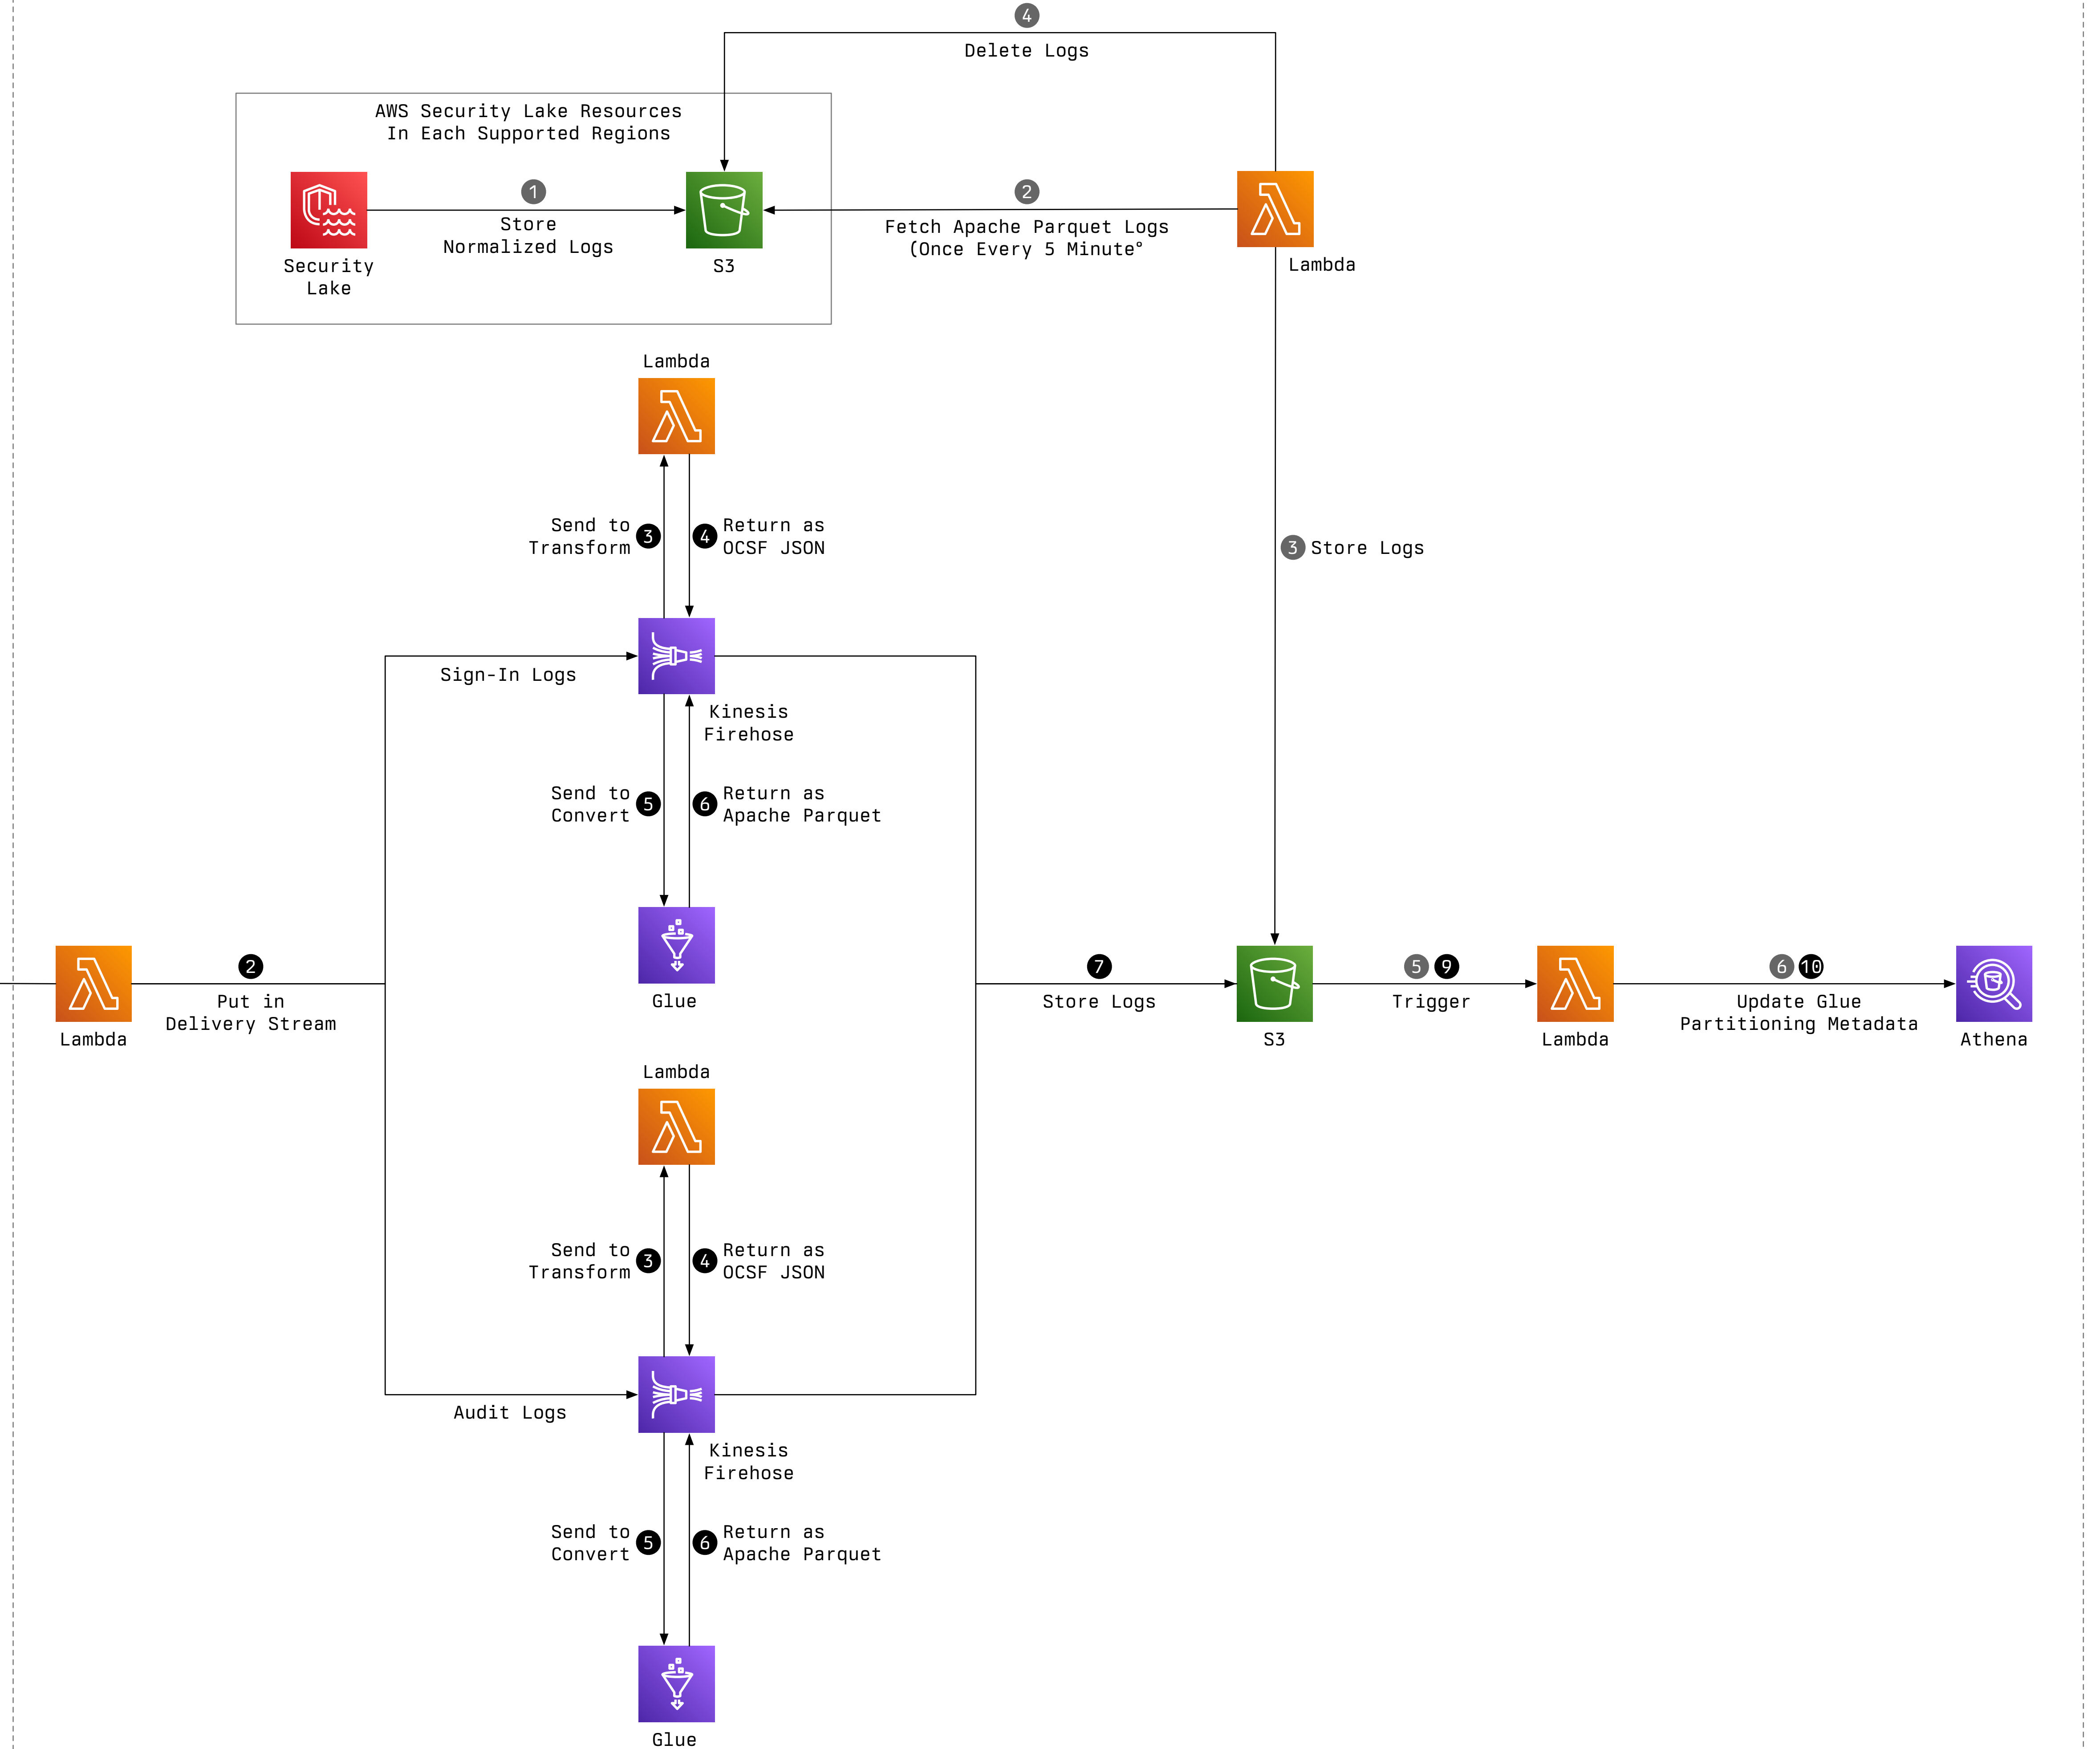 4
Delete Logs
AWS Security Lake Resources
In Each Supported Regions
1
Store
Normalized Logs
Security
Lake
S3
2
Fetch Apache Parquet Logs
(Once Every 5 Minuteº
Lambda
Lambda
Send to
Transform
3
4
Return as
OCSF JSON
3
Store Logs
Sign-In Logs
Kinesis
Firehose
Send to
Convert
5
6
Return as
Apache Parquet
Glue
Lambda
2
Put in
Delivery Stream
7
Store Logs
S3
5
9
Trigger
Lambda
6
10
Update Glue
Partitioning Metadata
Athena
Lambda
Send to
Transform
3
4
Return as
OCSF JSON
Audit Logs
Kinesis
Firehose
Send to
Convert
5
6
Return as
Apache Parquet
Glue